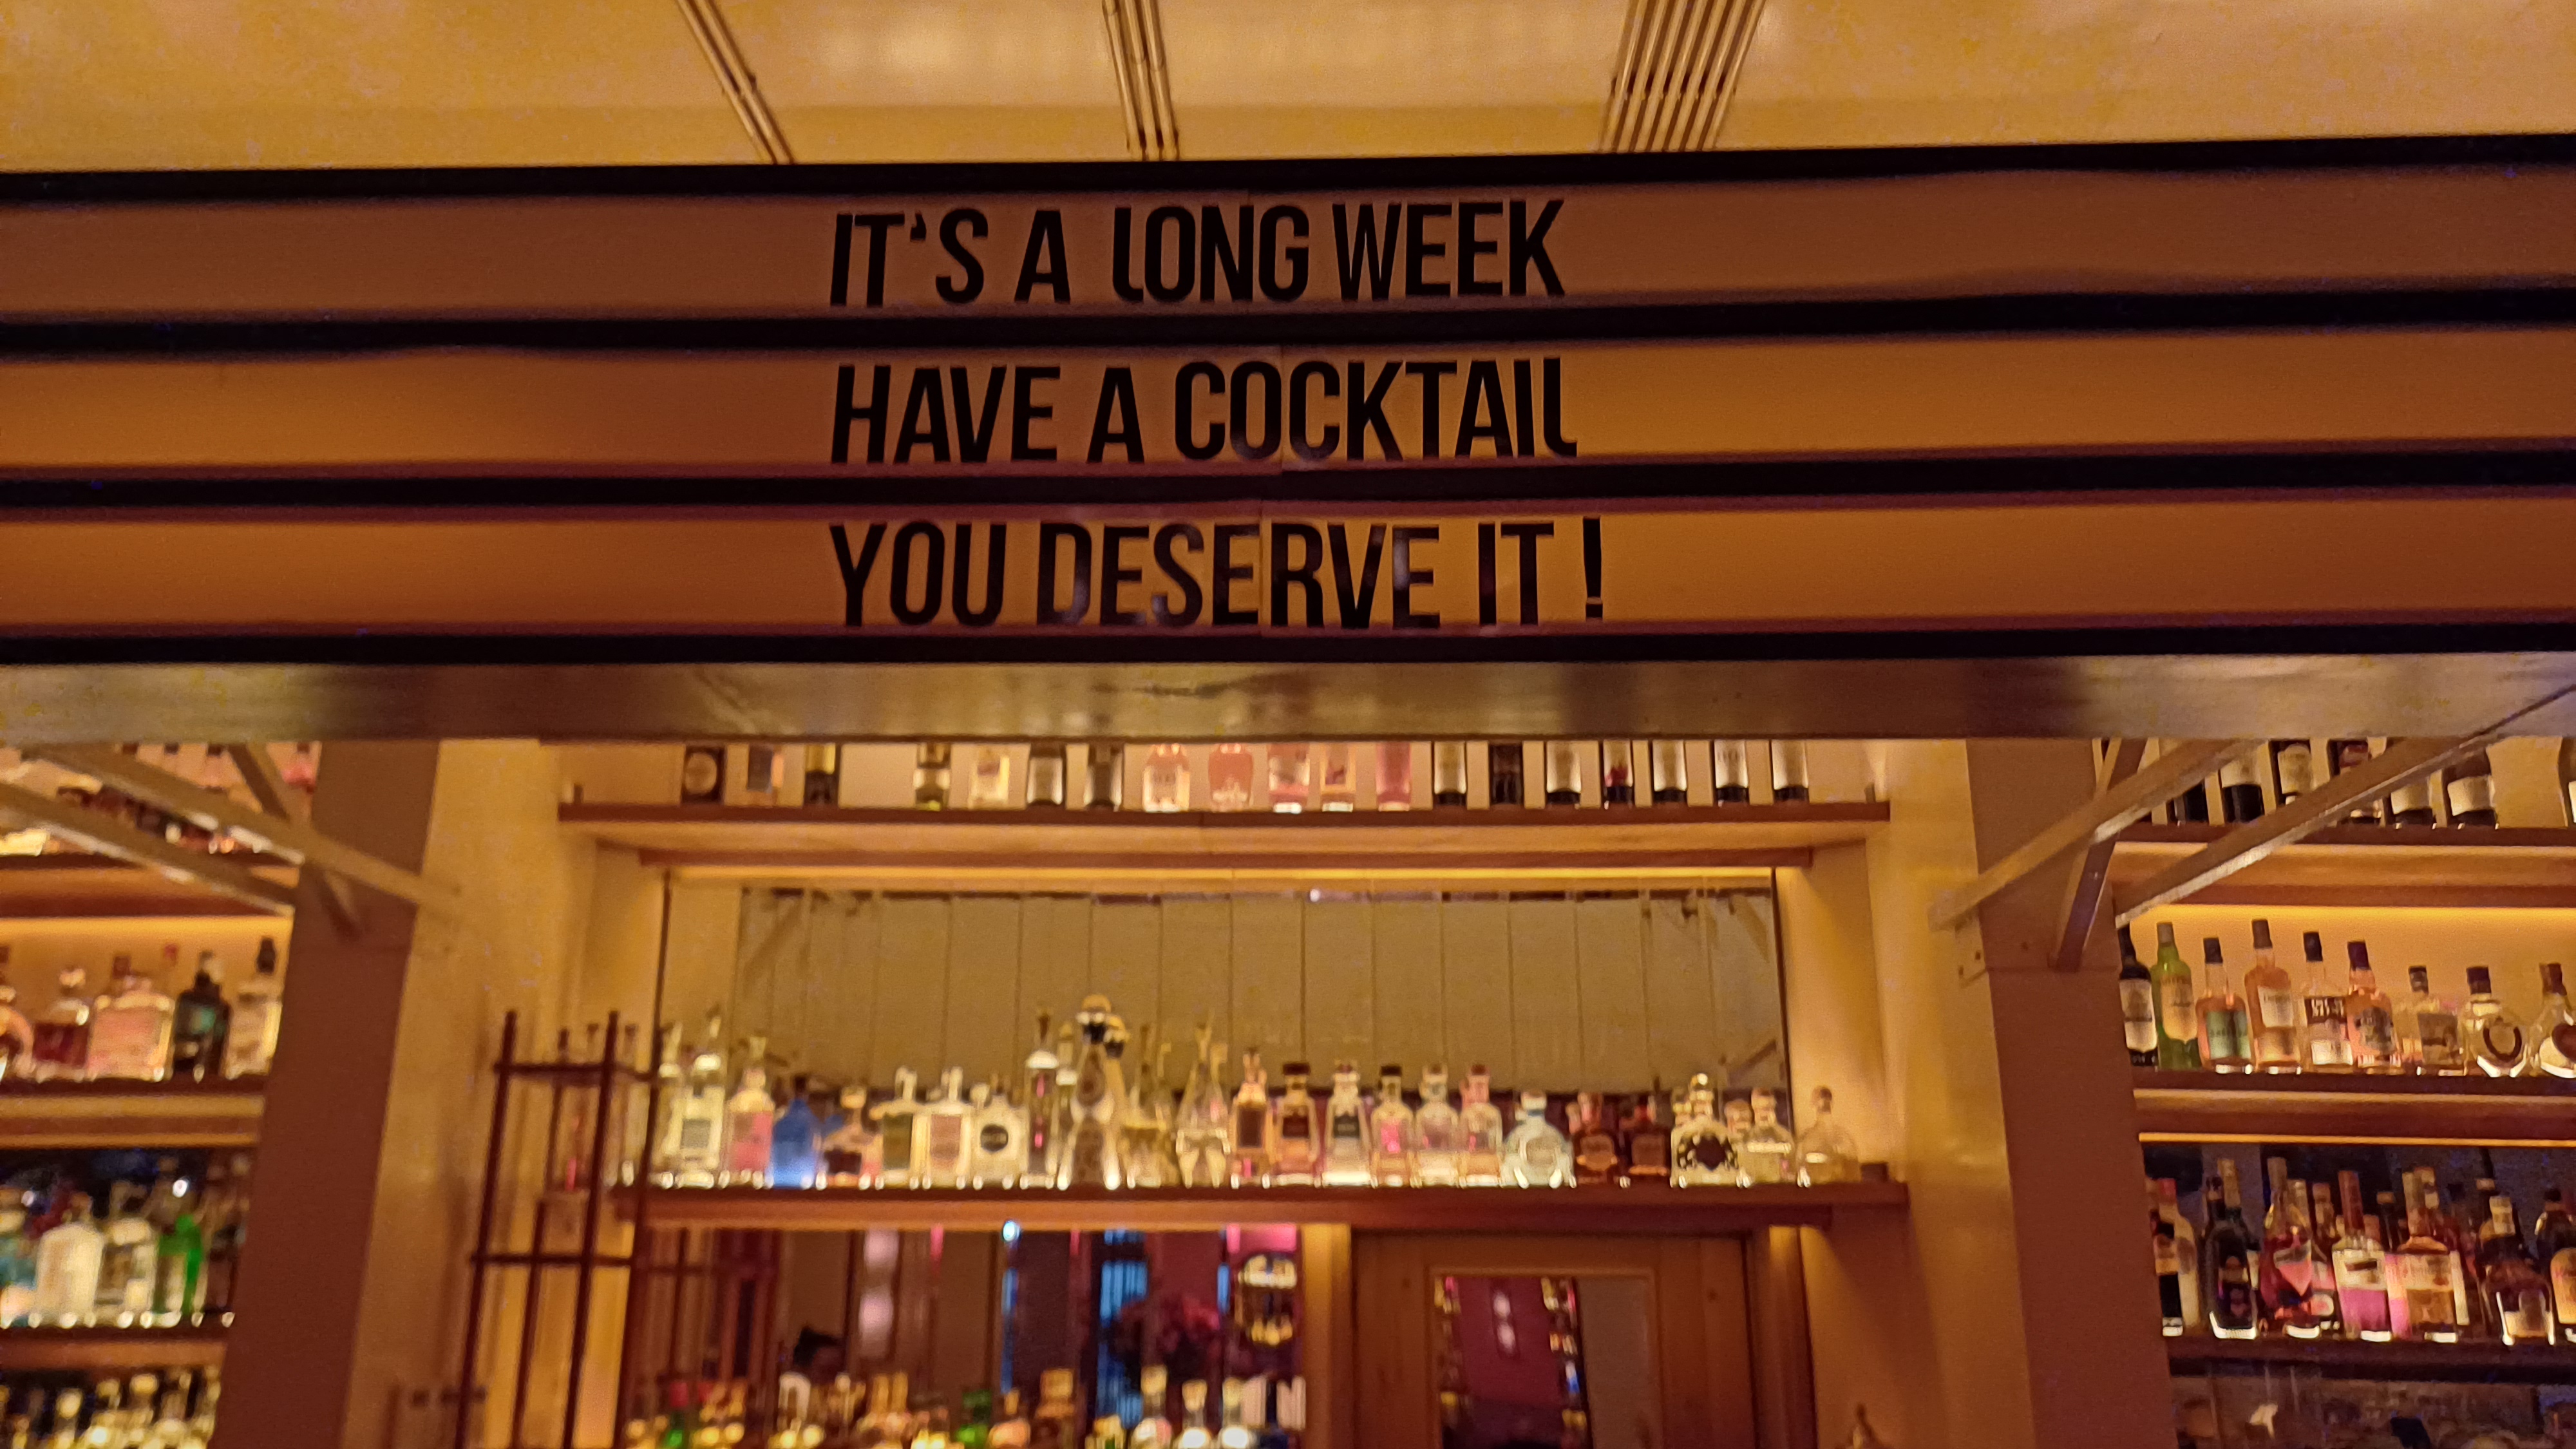 IT'S A LONG WEEK
HAVE A COCKTAIL
YOU DESERVE IT!